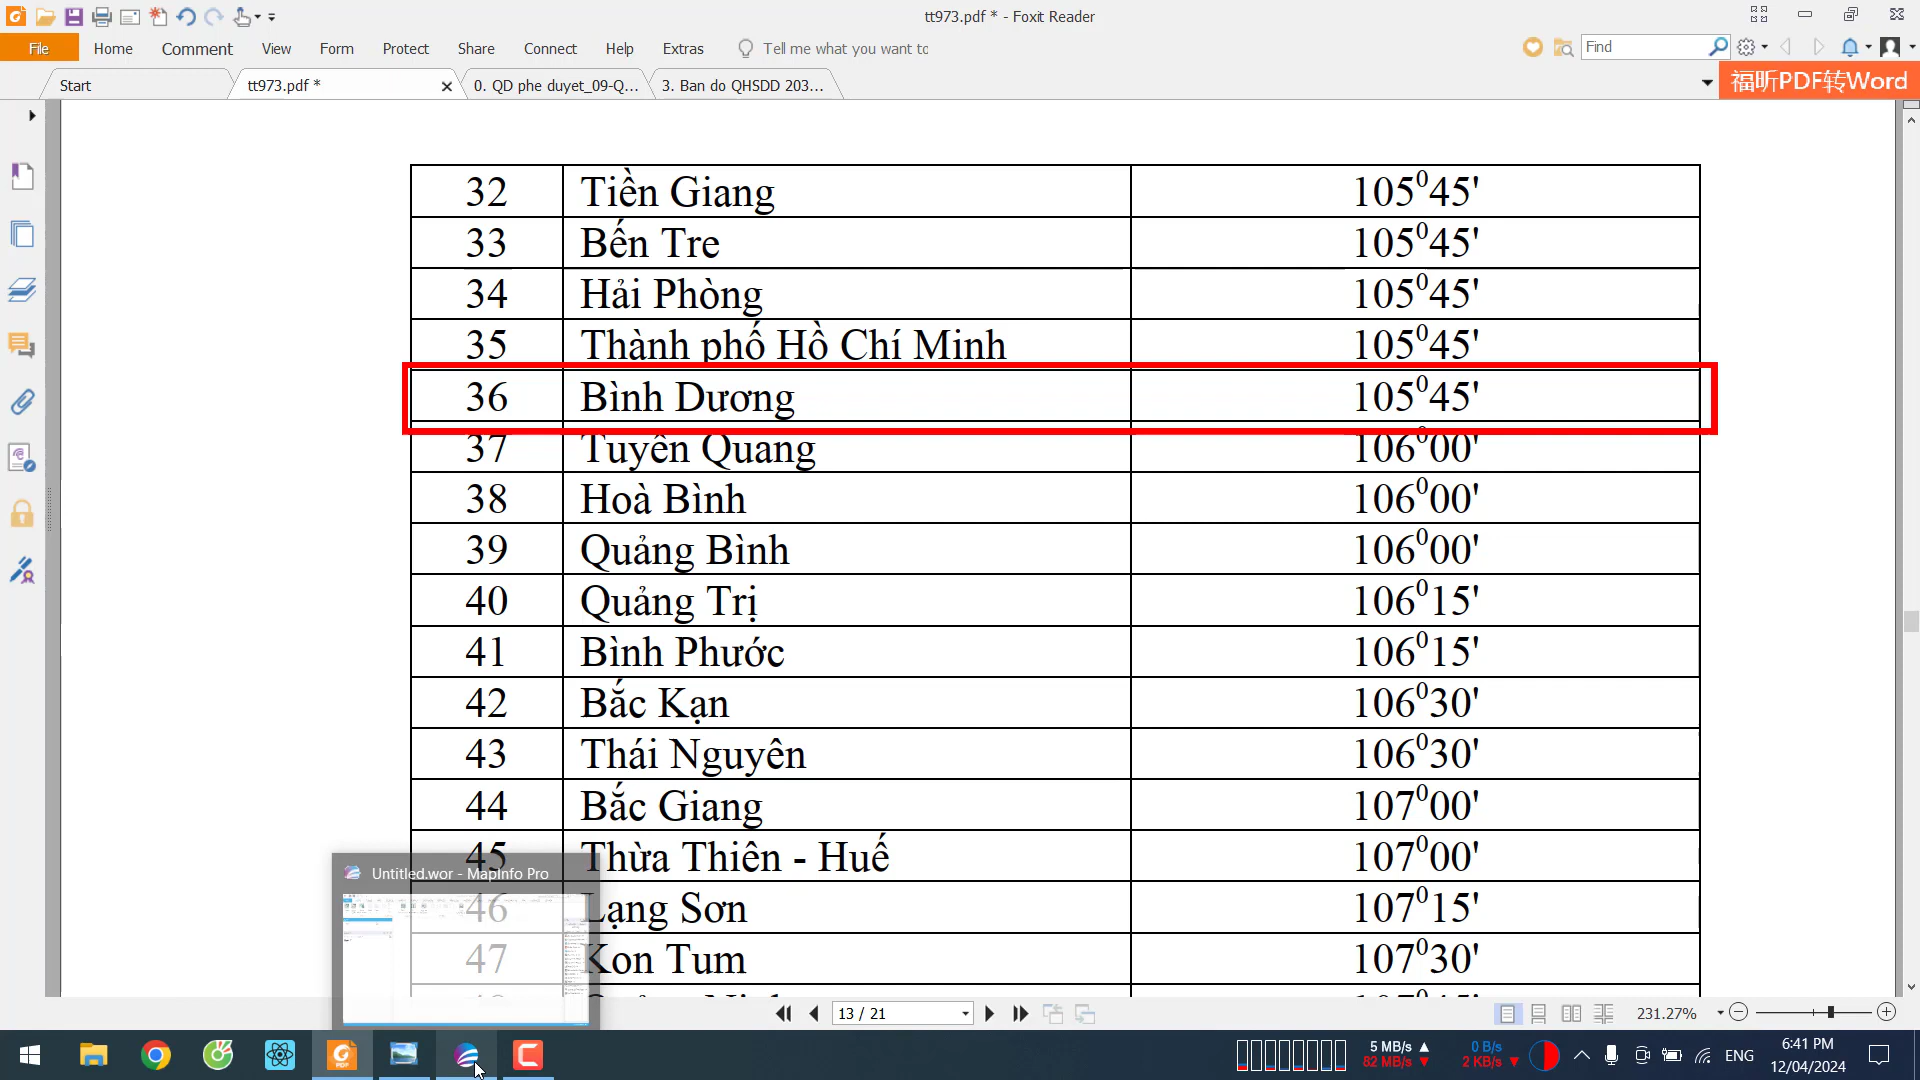 tt973.pdf * - Foxit Reader
File Home Comment View Form Protect Share Connect Help Extras Tell me what you want to Find
Start tt973.pdf * 0. QD phe duyet_09-Q... 3. Ban do QHSDD 203... 福昕PDF转Word
32 Tiền Giang 105⁰45'
33 Bến Tre 105⁰45'
34 Hải Phòng 105⁰45'
35 Thành phố Hồ Chí Minh 105⁰45'
36 Bình Dương 105⁰45'
37 Tuyên Quang 106⁰00'
38 Hoà Bình 106⁰00'
39 Quảng Bình 106⁰00'
40 Quảng Trị 106⁰15'
41 Bình Phước 106⁰15'
42 Bắc Kạn 106⁰30'
43 Thái Nguyên 106⁰30'
44 Bắc Giang 107⁰00'
45 Thừa Thiên - Huế 107⁰00'
Untitled.wor - MapInfo Pro
46 Lạng Sơn 107⁰15'
47 Kon Tum 107⁰30'
13 / 21 231.27%
5 MB/s 0 B/s 6:41 PM
82 MB/s 2 KB/s ENG 12/04/2024